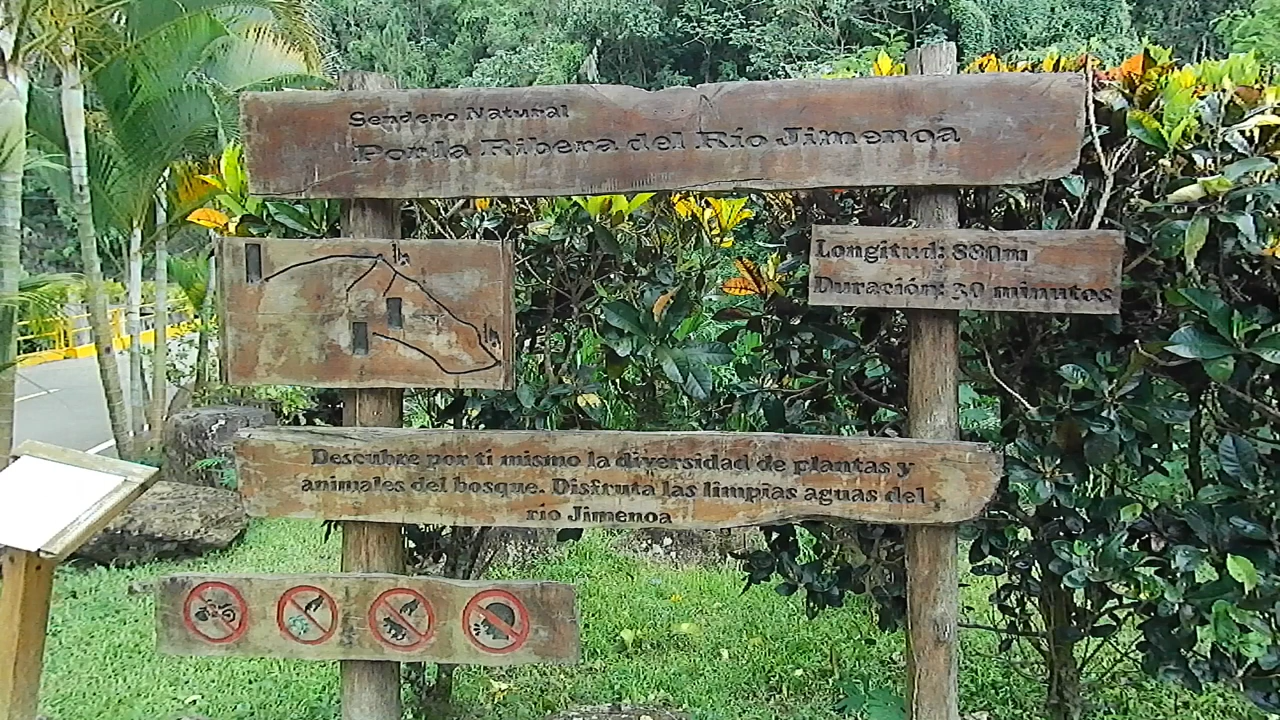 Sendero Natural
Por la Ribera del Río Jimenoa
Longitud: 880m
Duración: 30 minutos
Descubre por ti mismo la diversidad de plantas y
animales del bosque. Disfruta las limpias aguas del
río Jimenoa